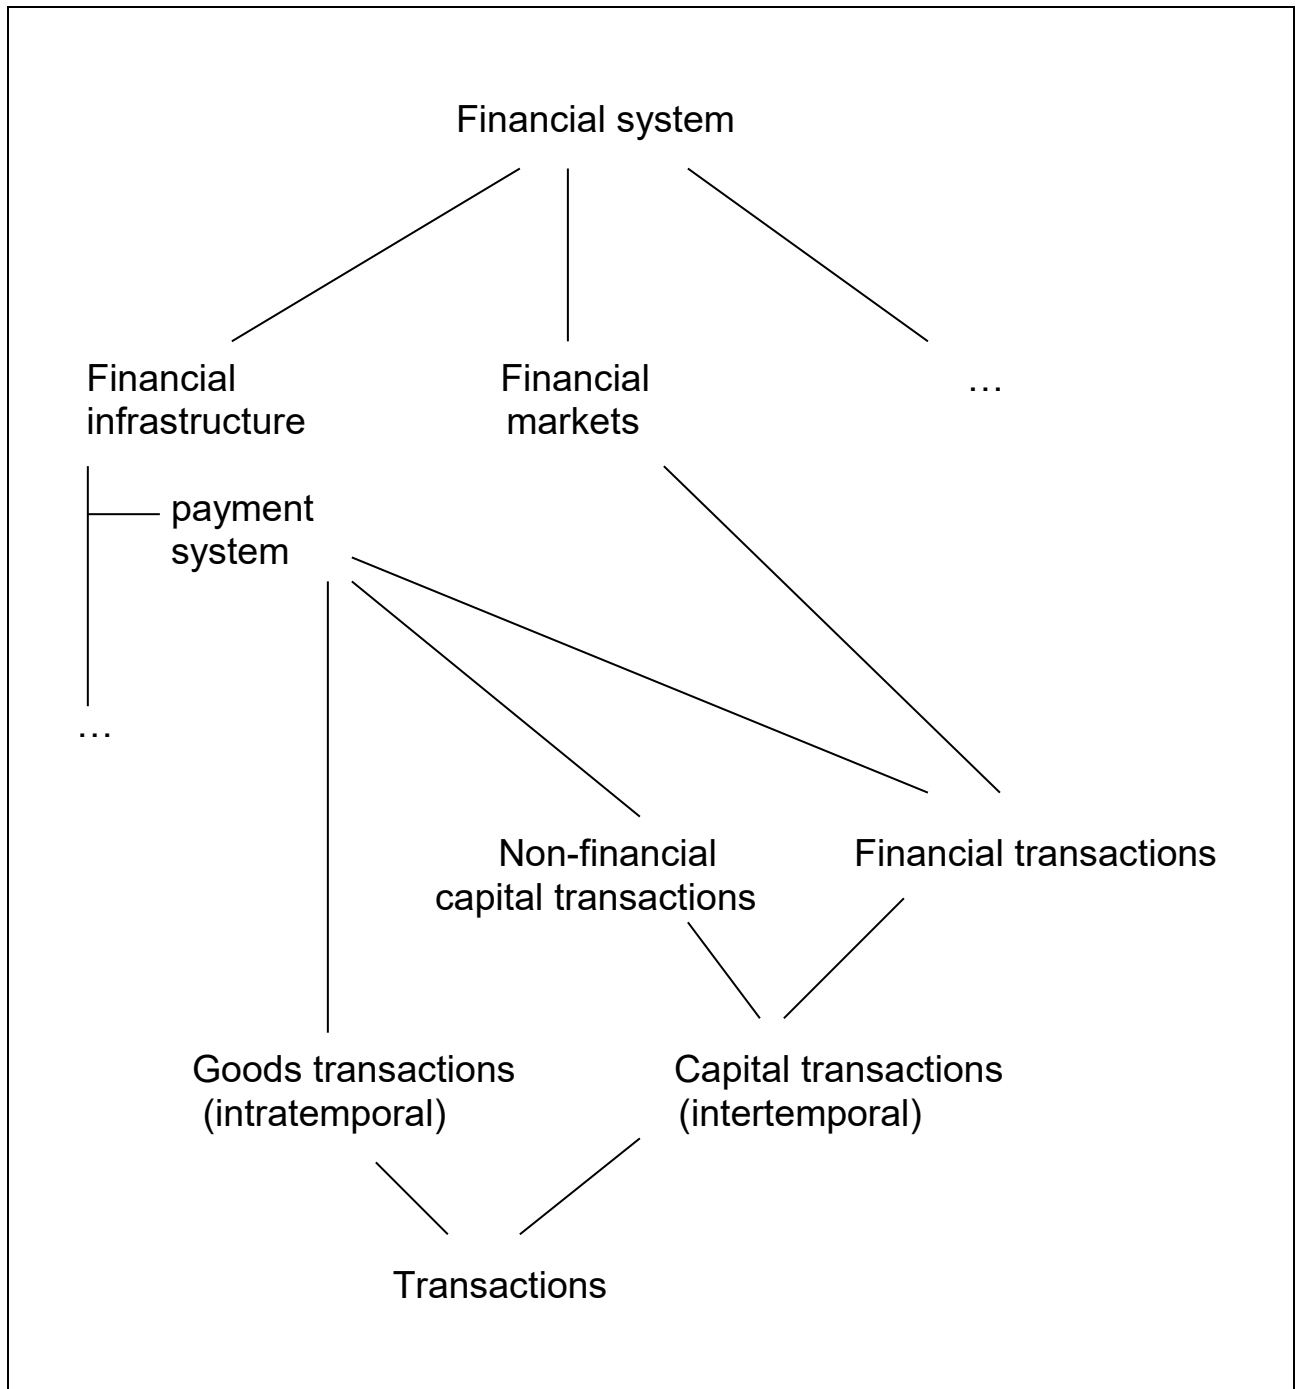 Financial system
Financial
infrastructure
Financial
markets
…
payment
system
…
Non-financial
capital transactions
Financial transactions
Goods transactions
(intratemporal)
Capital transactions
(intertemporal)
Transactions